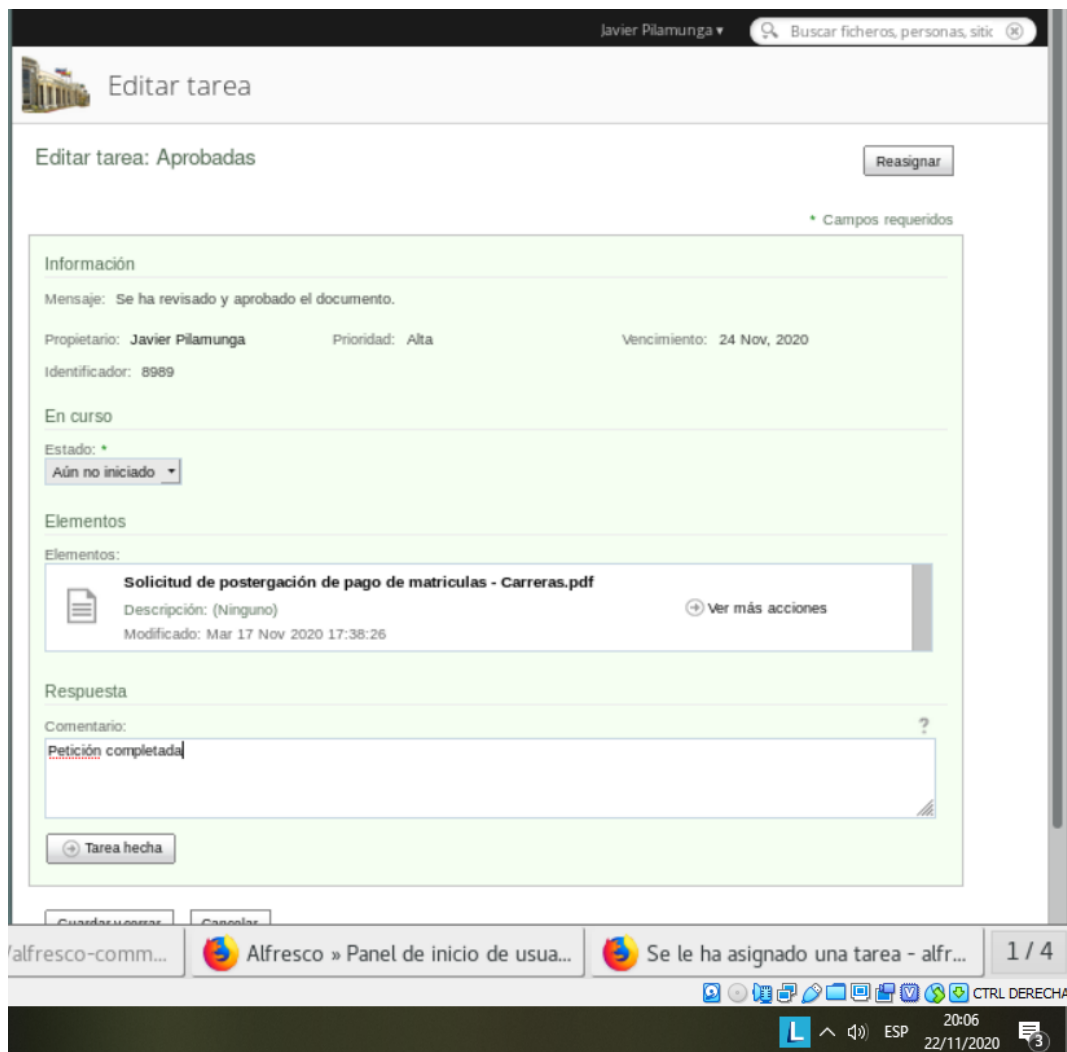 Javier Pilamunga ▾ Buscar ficheros, personas, sitic
Editar tarea
Editar tarea: Aprobadas
Reasignar
* Campos requeridos
Información
Mensaje: Se ha revisado y aprobado el documento.
Propietario: Javier Pilamunga Prioridad: Alta Vencimiento: 24 Nov, 2020
Identificador: 8989
En curso
Estado: *
Aún no iniciado
Elementos
Elementos:
Solicitud de postergación de pago de matriculas - Carreras.pdf
Descripción: (Ninguno)
Ver más acciones
Modificado: Mar 17 Nov 2020 17:38:26
Respuesta
Comentario: ?
Petición completada
Tarea hecha
Guardar y cerrar Cancelar
/alfresco-comm... Alfresco » Panel de inicio de usua... Se le ha asignado una tarea - alfr... 1 / 4
CTRL DERECHA
L ESP 20:06
22/11/2020 3